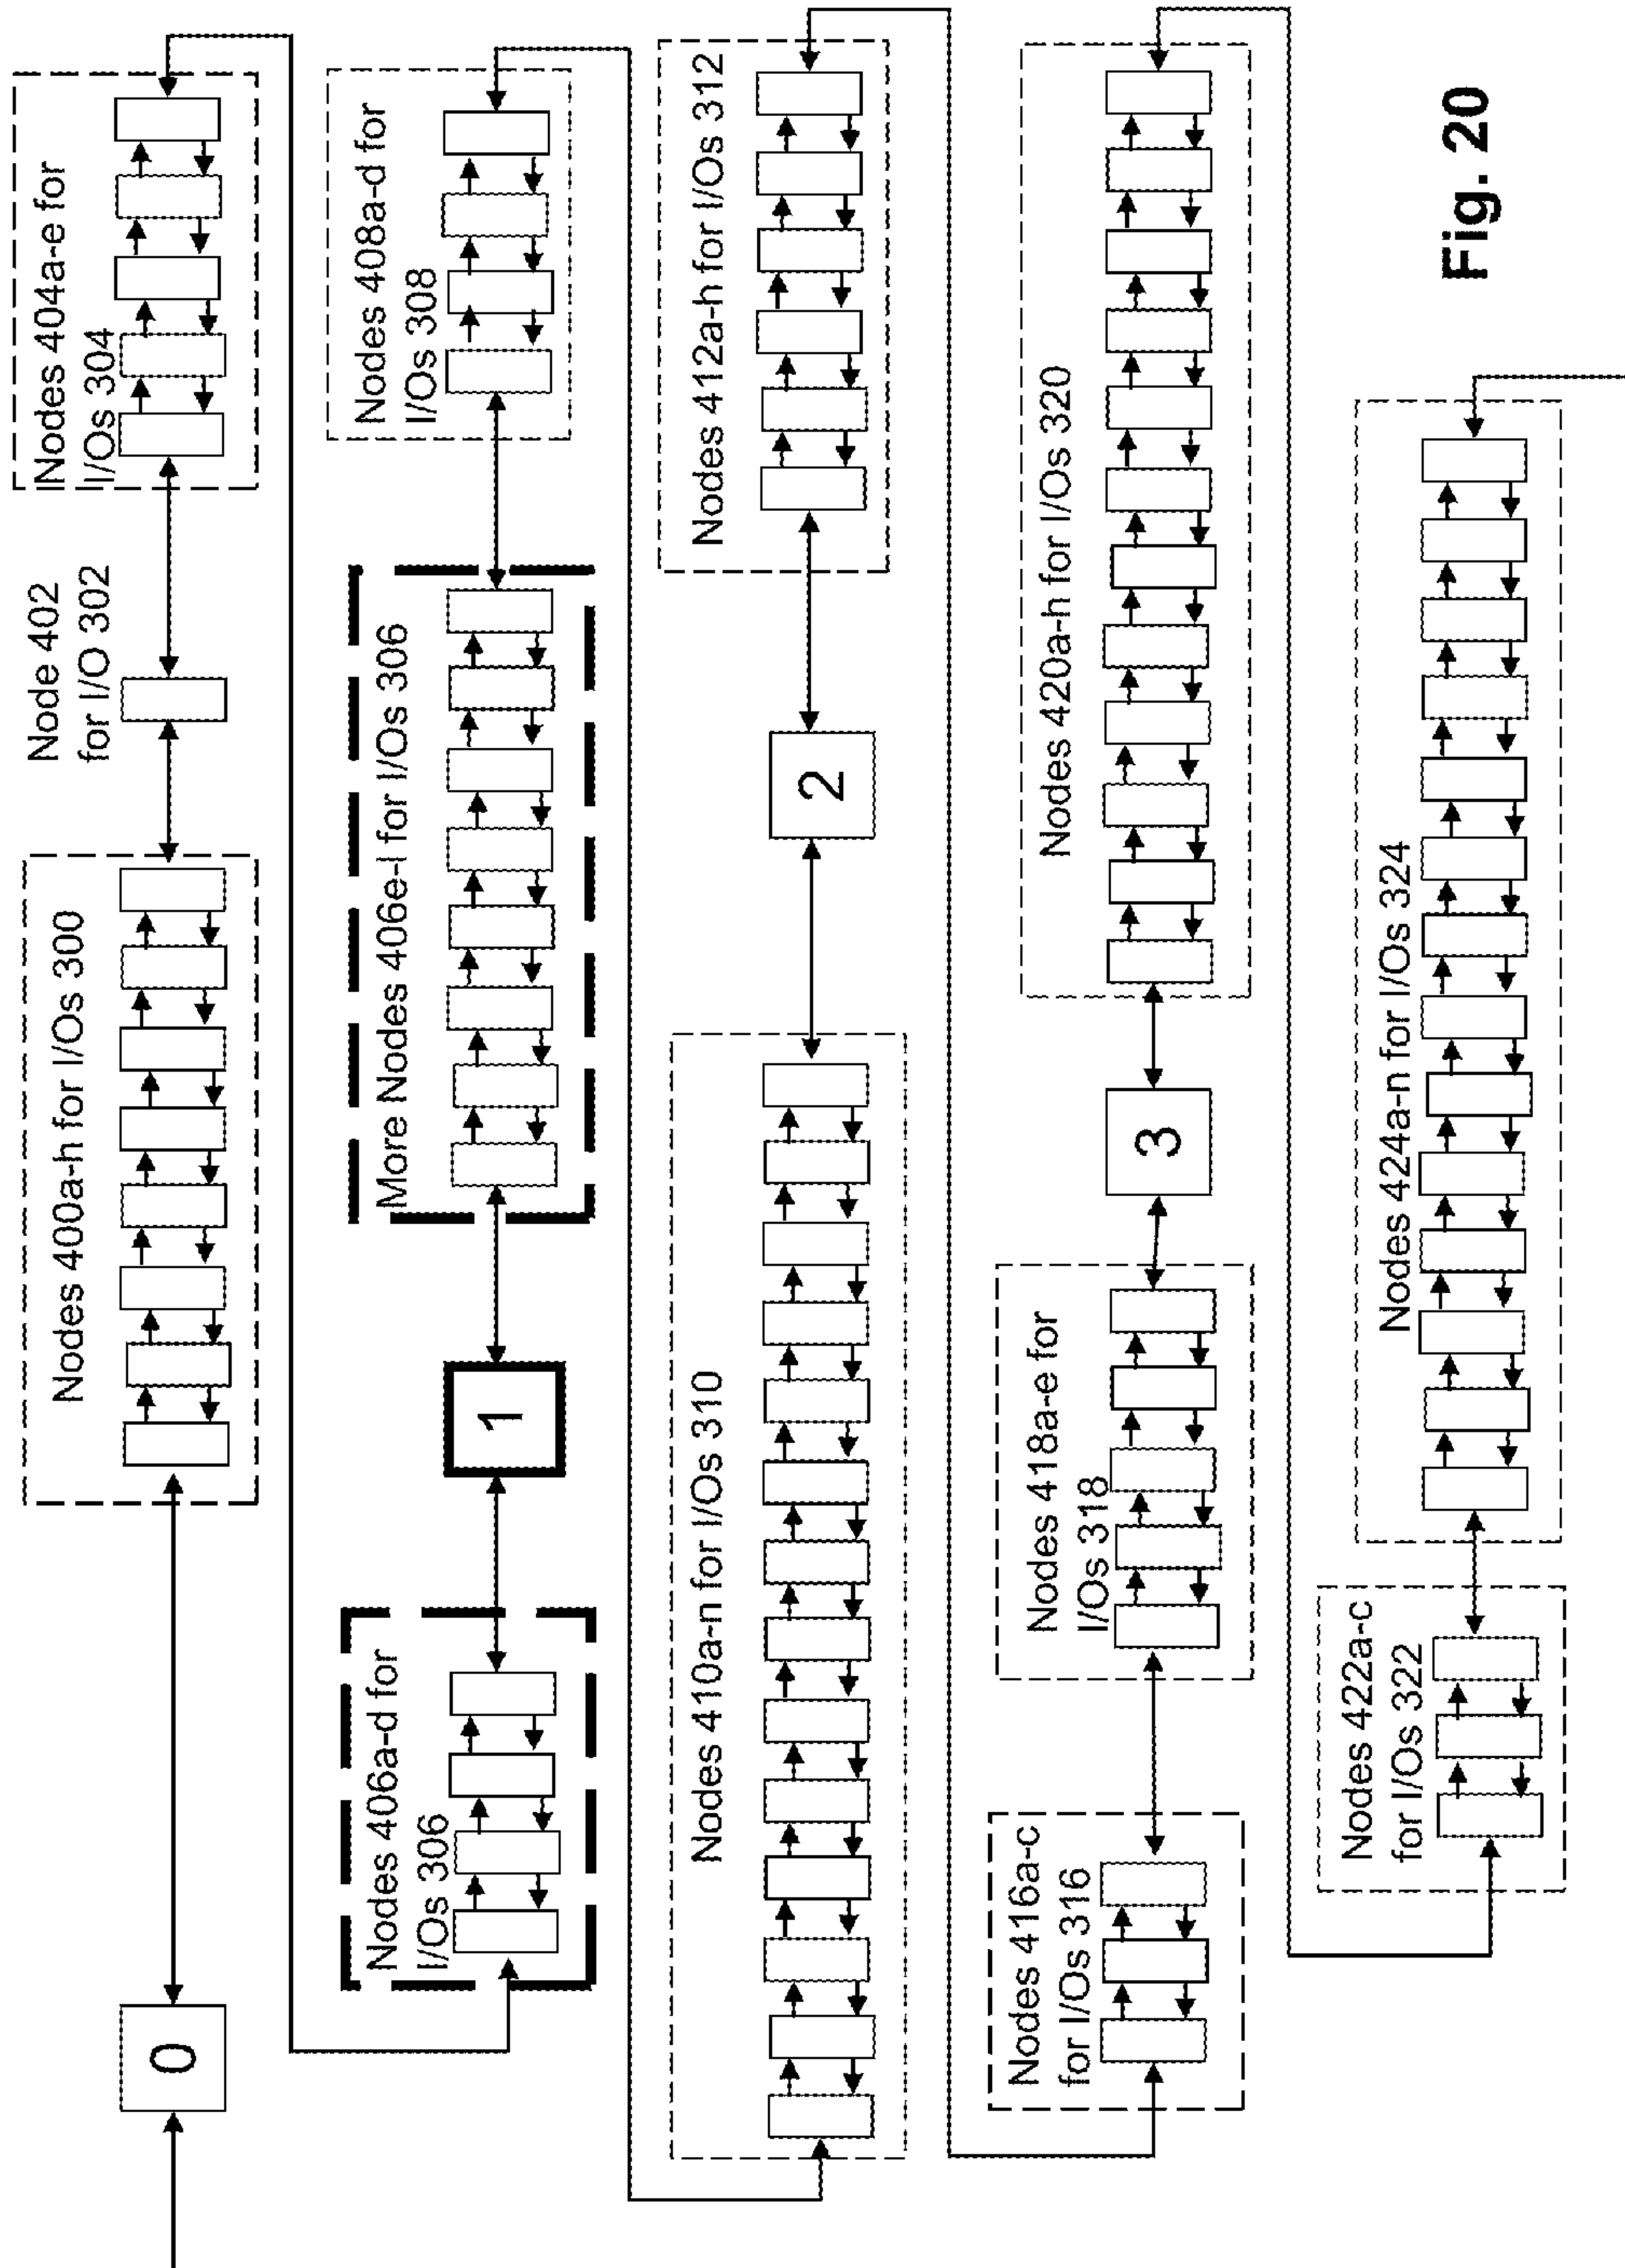 0
Nodes 400a-h for I/Os 300
Node 402
for I/O 302
Nodes 404a-e for
I/Os 304
Nodes 406a-d for
I/Os 306
1
More Nodes 406e-l for I/Os 306
Nodes 408a-d for
I/Os 308
Nodes 410a-n for I/Os 310
2
Nodes 412a-h for I/Os 312
Nodes 416a-c
for I/Os 316
Nodes 418a-e for
I/Os 318
3
Nodes 420a-h for I/Os 320
Nodes 422a-c
for I/Os 322
Nodes 424a-n for I/Os 324
Fig. 20